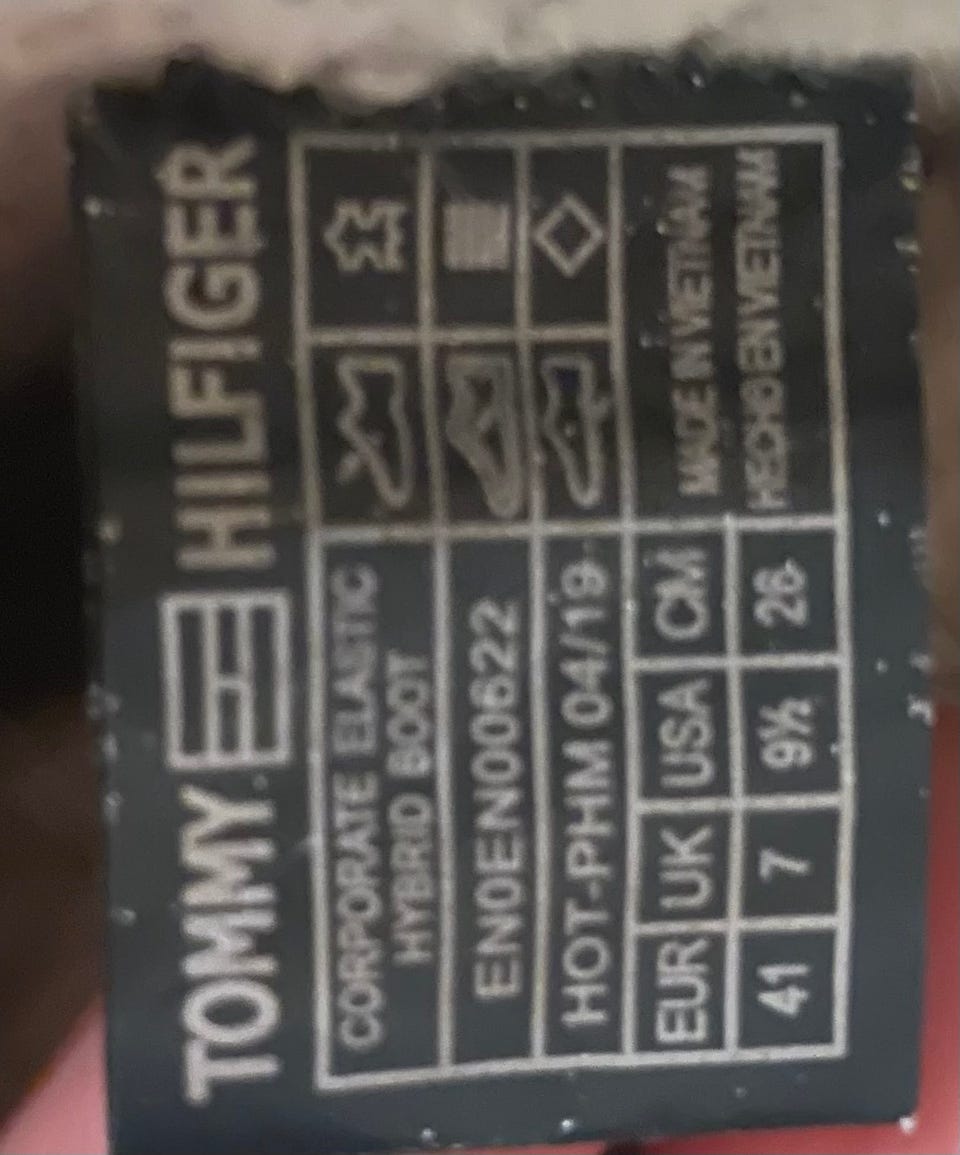 TOMMY HILFIGER
CORPORATE ELASTIC
HYBRID BOOT
EN0EN00622
HOT-PHM 04/19
EUR UK USA CM
41 7 9½ 26
MADE IN VIETNAM
HECHO EN VIETNAM